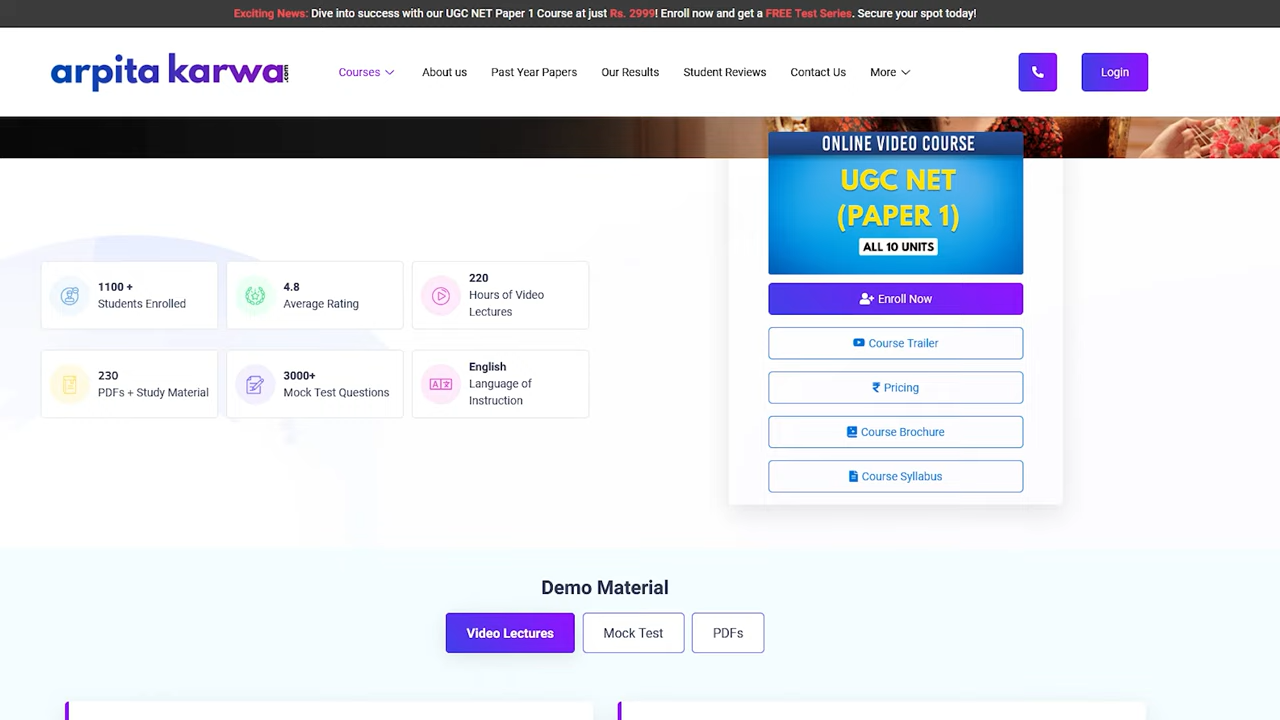 Exciting News: Dive into success with our UGC NET Paper 1 Course at just Rs. 2999! Enroll now and get a FREE Test Series. Secure your spot today!
arpita karwa.com
Courses
About us
Past Year Papers
Our Results
Student Reviews
Contact Us
More
Login
ONLINE VIDEO COURSE
UGC NET
(PAPER 1)
ALL 10 UNITS
1100 +
Students Enrolled
4.8
Average Rating
220
Hours of Video
Lectures
230
PDFs + Study Material
3000+
Mock Test Questions
English
Language of
Instruction
Enroll Now
Course Trailer
₹ Pricing
Course Brochure
Course Syllabus
Demo Material
Video Lectures
Mock Test
PDFs